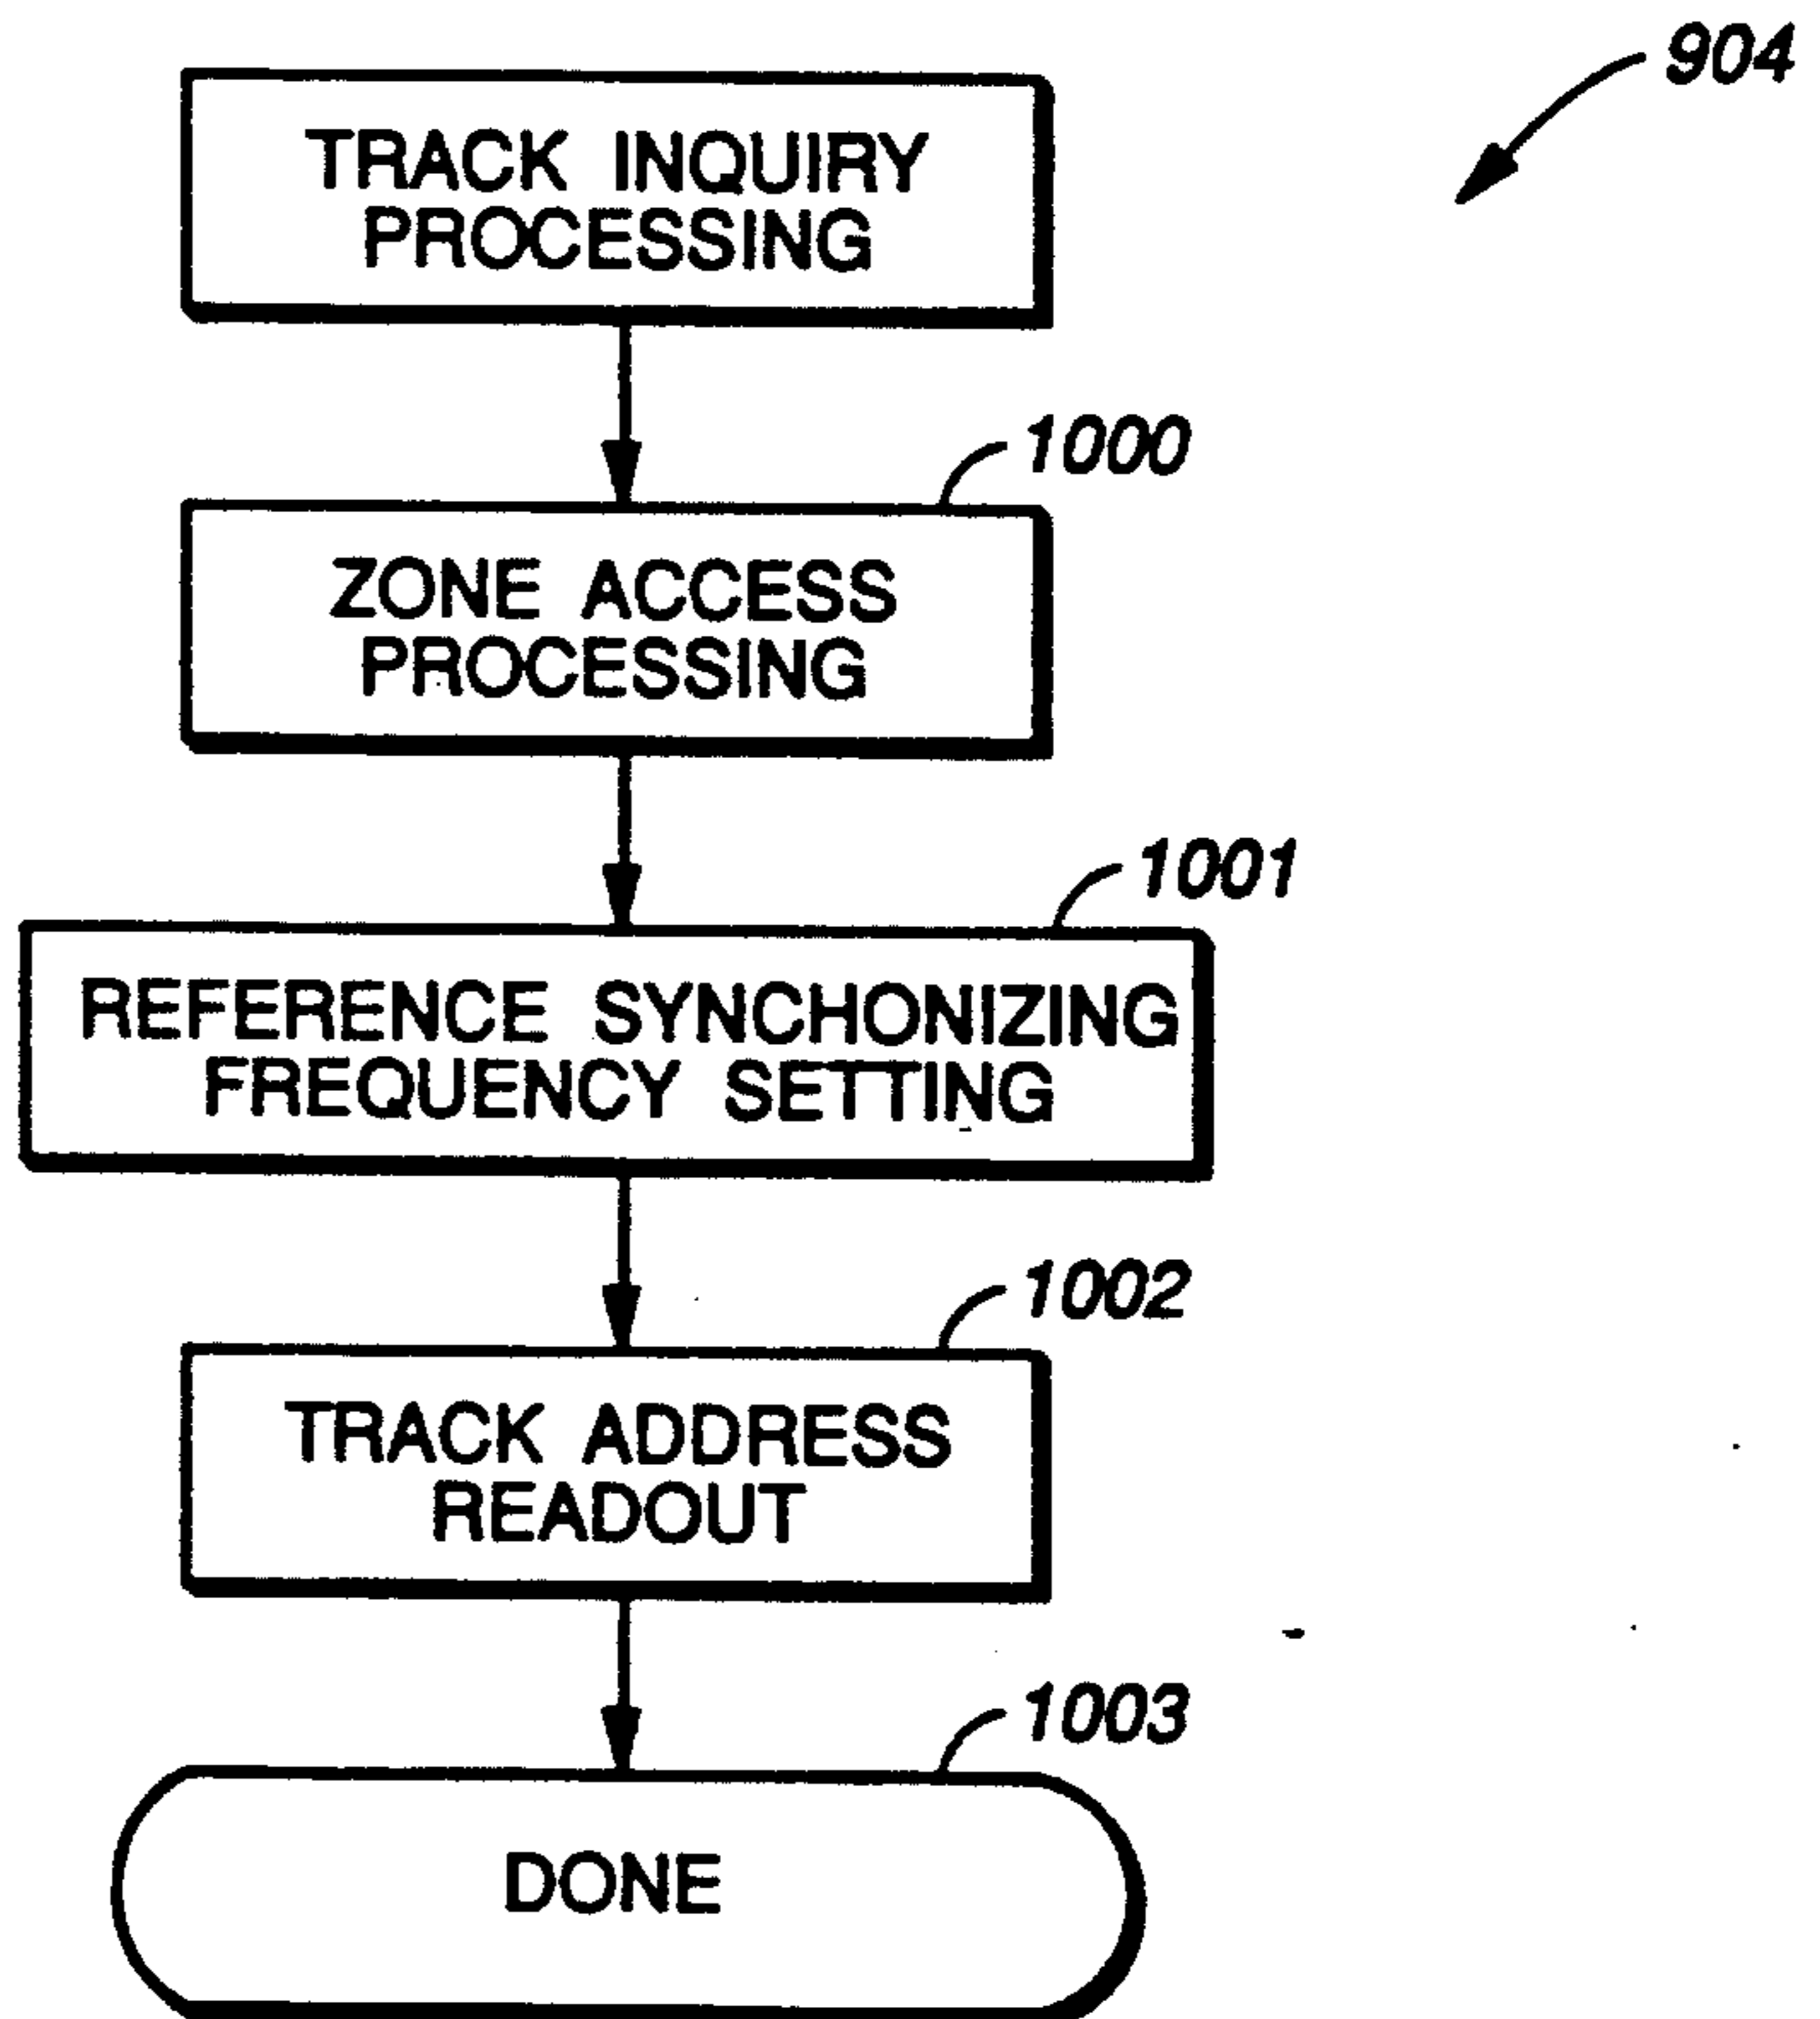 904
TRACK INQUIRY
PROCESSING
1000
ZONE ACCESS
PROCESSING
1001
REFERENCE SYNCHONIZING
FREQUENCY SETTING
1002
TRACK ADDRESS
READOUT
1003
DONE